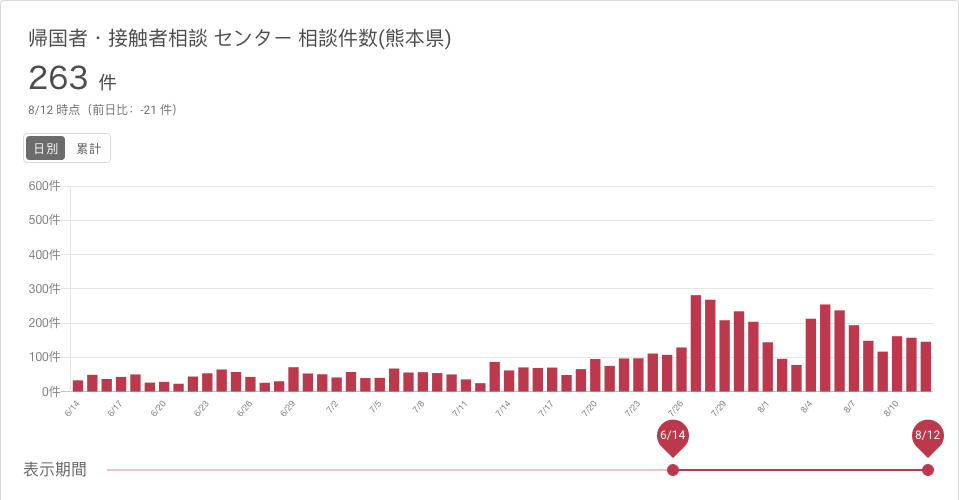 帰国者・接触者相談 センター 相談件数(熊本県)
263 件
8/12 時点（前日比：-21 件）
日別 累計
600件
500件
400件
300件
200件
100件
0件
6/14 6/17 6/20 6/23 6/26 6/29 7/2 7/5 7/8 7/11 7/14 7/17 7/20 7/23 7/26 7/29 8/1 8/4 8/7 8/10
6/14 8/12
表示期間